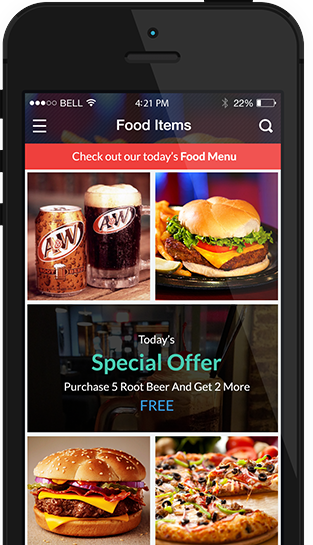 BELL 4:21 PM 22%
Food Items
Check out our today's Food Menu
A&W A&W
Today's
Special Offer
Purchase 5 Root Beer And Get 2 More
FREE